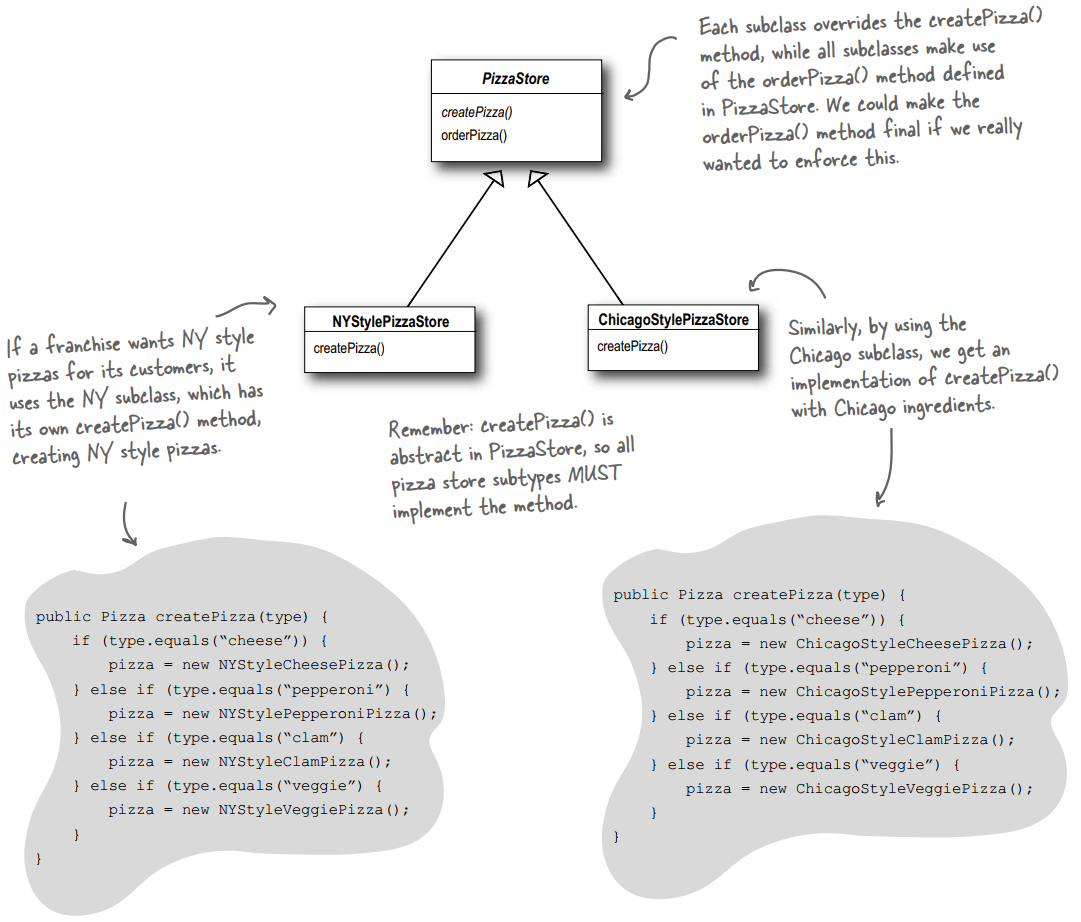 Each subclass overrides the createPizza()
method, while all subclasses make use
of the orderPizza() method defined
in PizzaStore. We could make the
orderPizza() method final if we really
wanted to enforce this.
PizzaStore
createPizza()
orderPizza()
NYStylePizzaStore
createPizza()
ChicagoStylePizzaStore
createPizza()
If a franchise wants NY style
pizzas for its customers, it
uses the NY subclass, which has
its own createPizza() method,
creating NY style pizzas.
Similarly, by using the
Chicago subclass, we get an
implementation of createPizza()
with Chicago ingredients.
Remember: createPizza() is
abstract in PizzaStore, so all
pizza store subtypes MUST
implement the method.
public Pizza createPizza(type) {
    if (type.equals(“cheese”)) {
        pizza = new NYStyleCheesePizza();
    } else if (type.equals(“pepperoni”) {
        pizza = new NYStylePepperoniPizza();
    } else if (type.equals(“clam”) {
        pizza = new NYStyleClamPizza();
    } else if (type.equals(“veggie”) {
        pizza = new NYStyleVeggiePizza();
    }
}
public Pizza createPizza(type) {
    if (type.equals(“cheese”)) {
        pizza = new ChicagoStyleCheesePizza();
    } else if (type.equals(“pepperoni”) {
        pizza = new ChicagoStylePepperoniPizza();
    } else if (type.equals(“clam”) {
        pizza = new ChicagoStyleClamPizza();
    } else if (type.equals(“veggie”) {
        pizza = new ChicagoStyleVeggiePizza();
    }
}